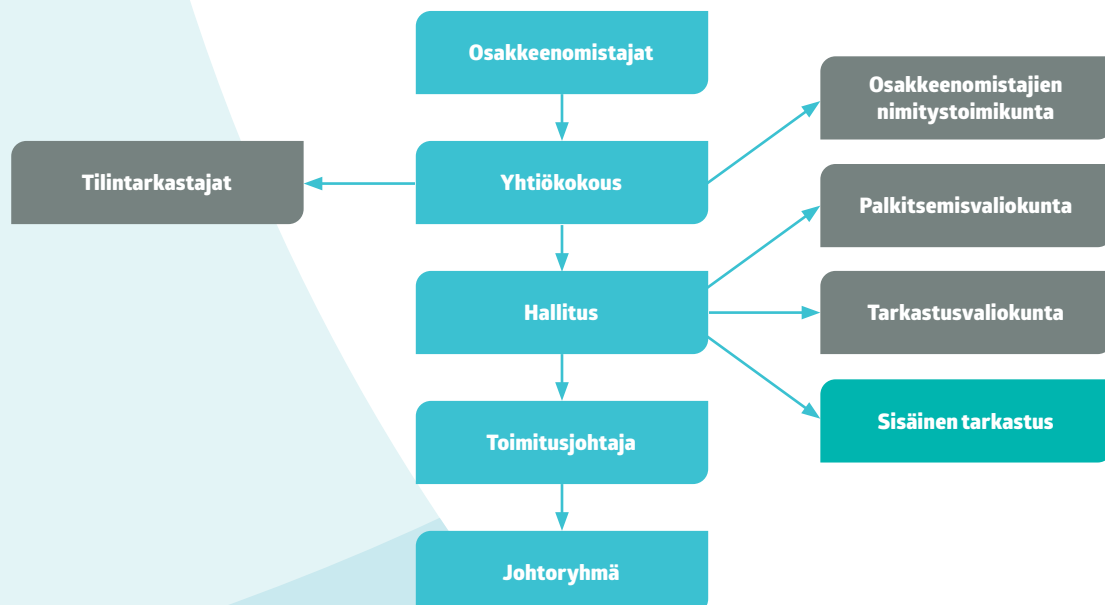 Osakkeenomistajat
Osakkeenomistajien
nimitystoimikunta
Tilintarkastajat
Yhtiökokous
Palkitsemisvaliokunta
Hallitus
Tarkastusvaliokunta
Sisäinen tarkastus
Toimitusjohtaja
Johtoryhmä